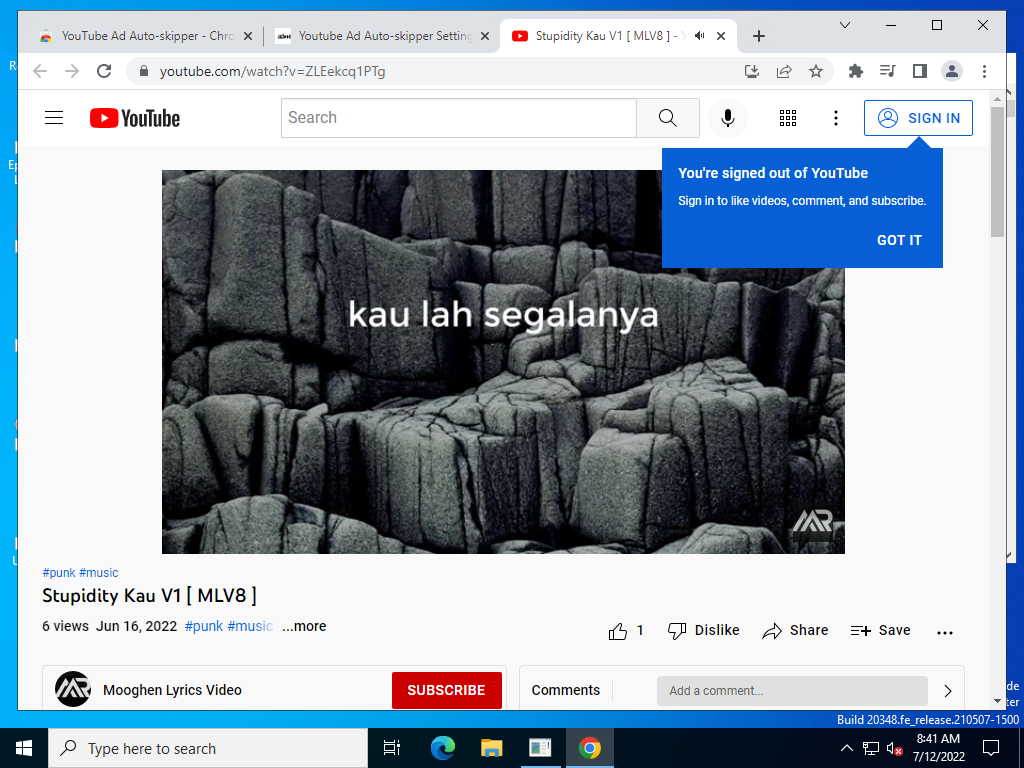 YouTube Ad Auto-skipper - Chro
Youtube Ad Auto-skipper Setting
Stupidity Kau V1 [ MLV8 ] - Y
youtube.com/watch?v=ZLEekcq1PTg
YouTube
Search
SIGN IN
You're signed out of YouTube
Sign in to like videos, comment, and subscribe.
GOT IT
kau lah segalanya
MR
#punk #music
Stupidity Kau V1 [ MLV8 ]
6 views Jun 16, 2022 #punk #music ...more
1 Dislike Share Save
MR Mooghen Lyrics Video SUBSCRIBE
Comments Add a comment...
Build 20348.fe_release.210507-1500
Type here to search
8:41 AM
7/12/2022